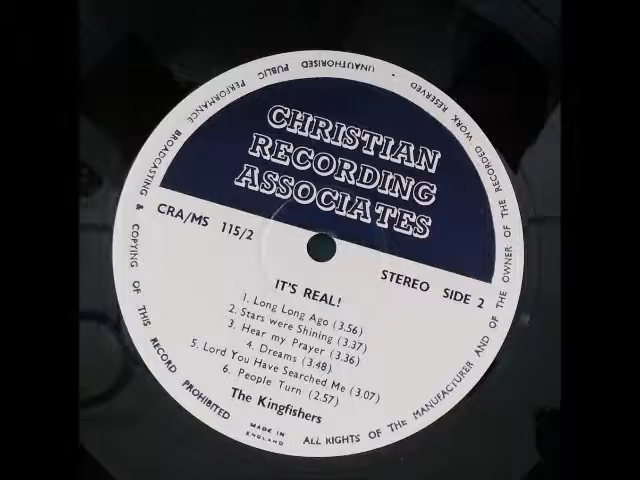 CHRISTIAN
RECORDING
ASSOCIATES
CRA/MS 115/2
STEREO SIDE 2
IT'S REAL!
1. Long Long Ago (3.56)
2. Stars were Shining (3.37)
3. Hear my Prayer (3.36)
4. Dreams (3.48)
5. Lord You Have Searched Me (3.07)
6. People Turn (2.57)
The Kingfishers
MADE IN
ENGLAND
ALL RIGHTS OF THE MANUFACTURER AND OF THE OWNER OF THE RECORDED WORK RESERVED • UNAUTHORISED PUBLIC PERFORMANCE BROADCASTING & COPYING OF THIS RECORD PROHIBITED